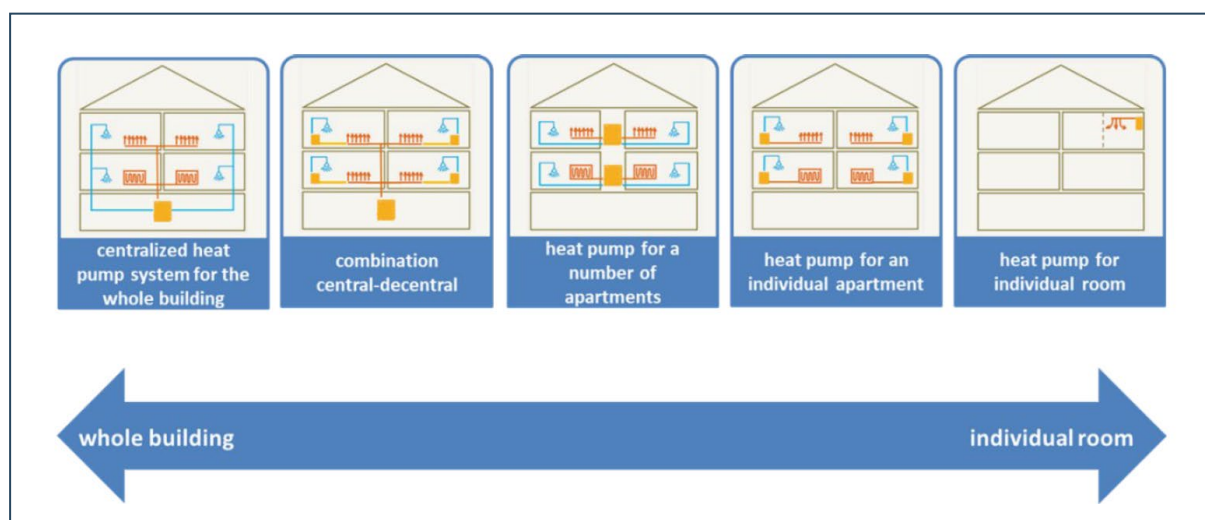 centralized heat
pump system for the
whole building
combination
central-decentral
heat pump for a
number of
apartments
heat pump for an
individual apartment
heat pump for
individual room
whole building
individual room